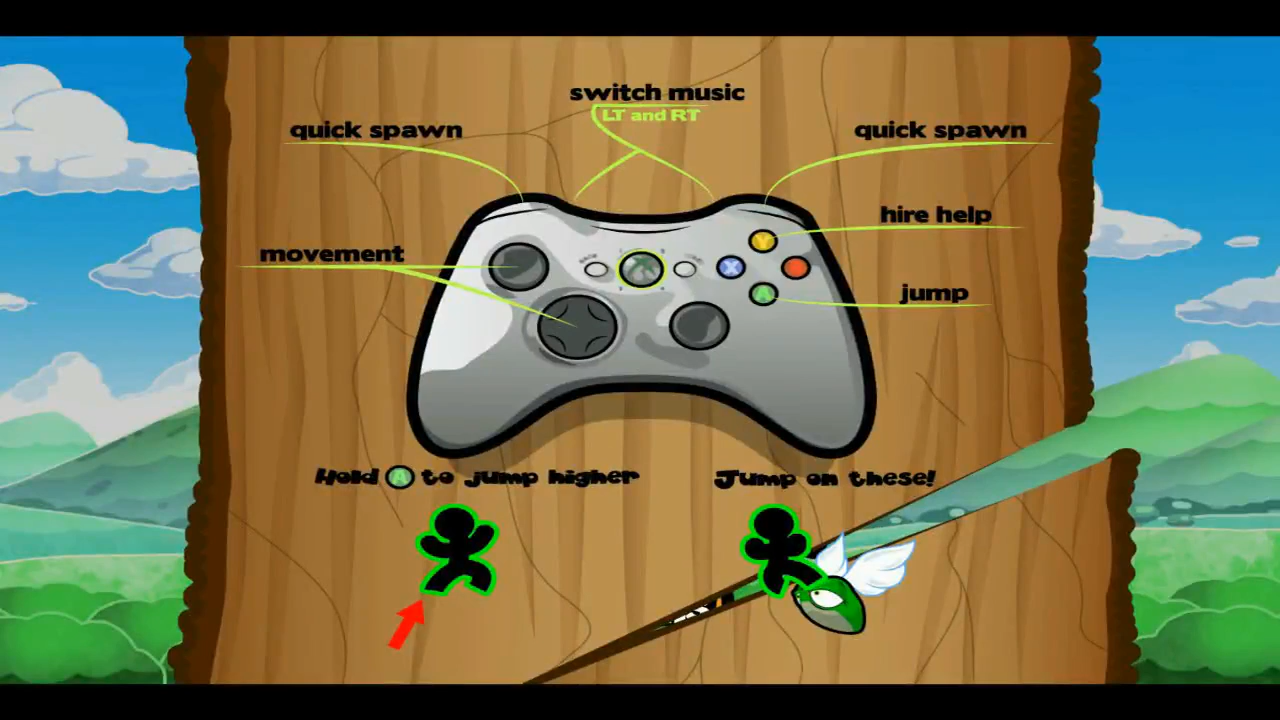 switch music
LT and RT
quick spawn
quick spawn
hire help
movement
jump
Y
X
A
Hold A to jump higher
Jump on these!